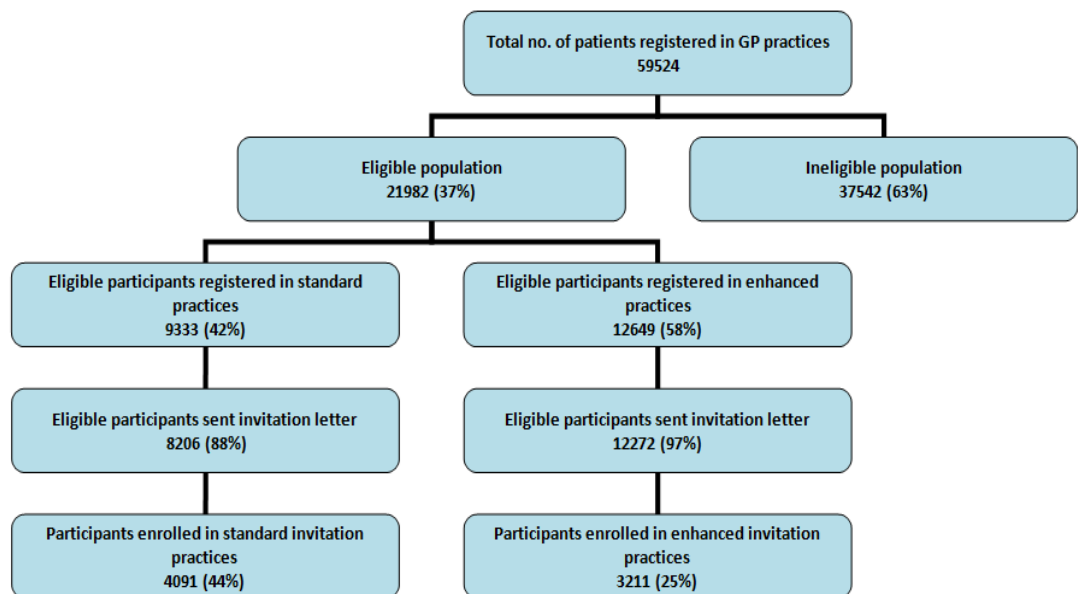 Total no. of patients registered in GP practices
59524
Eligible population
21982 (37%)
Ineligible population
37542 (63%)
Eligible participants registered in standard
practices
9333 (42%)
Eligible participants registered in enhanced
practices
12649 (58%)
Eligible participants sent invitation letter
8206 (88%)
Eligible participants sent invitation letter
12272 (97%)
Participants enrolled in standard invitation
practices
4091 (44%)
Participants enrolled in enhanced invitation
practices
3211 (25%)